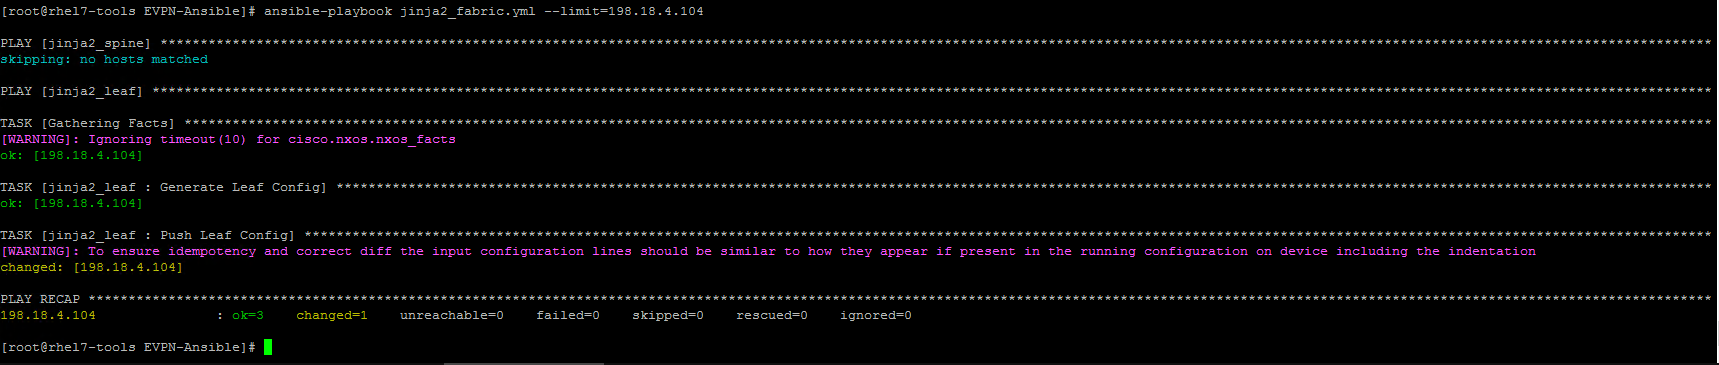 [root@rhel7-tools EVPN-Ansible]# ansible-playbook jinja2_fabric.yml --limit=198.18.4.104
PLAY [jinja2_spine] **************************************************************************************************************************************************************************************************
skipping: no hosts matched
PLAY [jinja2_leaf] ***************************************************************************************************************************************************************************************************
TASK [Gathering Facts] ***********************************************************************************************************************************************************************************************
[WARNING]: Ignoring timeout(10) for cisco.nxos.nxos_facts
ok: [198.18.4.104]
TASK [jinja2_leaf : Generate Leaf Config] ****************************************************************************************************************************************************************************
ok: [198.18.4.104]
TASK [jinja2_leaf : Push Leaf Config] ********************************************************************************************************************************************************************************
[WARNING]: To ensure idempotency and correct diff the input configuration lines should be similar to how they appear if present in the running configuration on device including the indentation
changed: [198.18.4.104]
PLAY RECAP ***********************************************************************************************************************************************************************************************************
198.18.4.104               : ok=3    changed=1    unreachable=0    failed=0    skipped=0    rescued=0    ignored=0
[root@rhel7-tools EVPN-Ansible]#